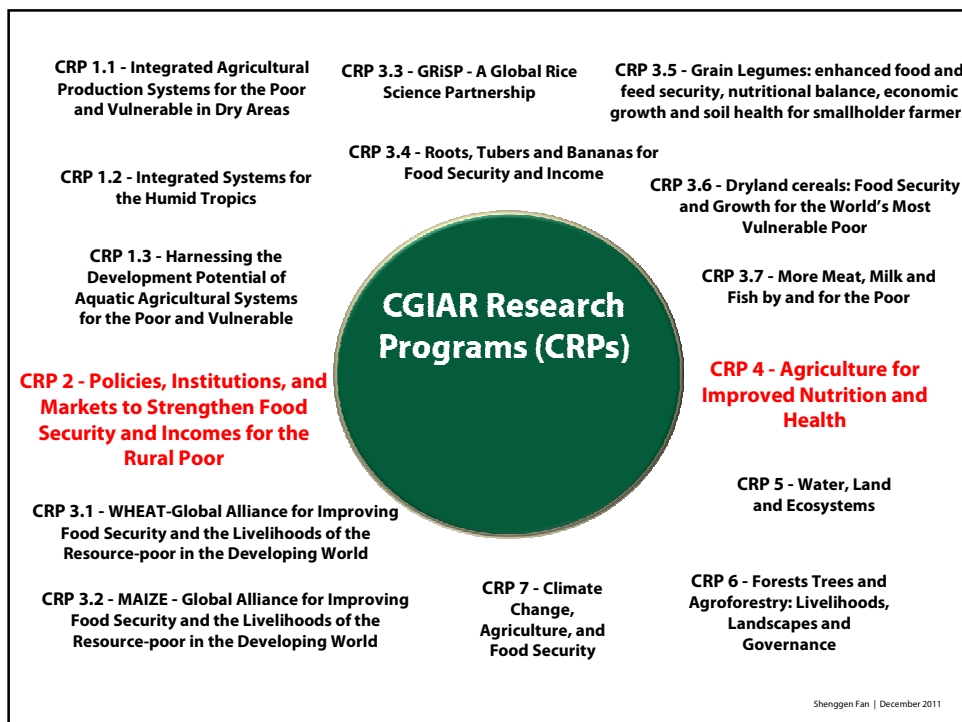 CRP 1.1 - Integrated Agricultural
Production Systems for the Poor
and Vulnerable in Dry Areas
CRP 3.3 - GRiSP - A Global Rice
Science Partnership
CRP 3.5 - Grain Legumes: enhanced food and
feed security, nutritional balance, economic
growth and soil health for smallholder farmer
CRP 3.4 - Roots, Tubers and Bananas for
Food Security and Income
CRP 1.2 - Integrated Systems for
the Humid Tropics
CRP 3.6 - Dryland cereals: Food Security
and Growth for the World's Most
Vulnerable Poor
CRP 1.3 - Harnessing the
Development Potential of
Aquatic Agricultural Systems
for the Poor and Vulnerable
CRP 3.7 - More Meat, Milk and
Fish by and for the Poor
CGIAR Research
Programs (CRPs)
CRP 2 - Policies, Institutions, and
Markets to Strengthen Food
Security and Incomes for the
Rural Poor
CRP 4 - Agriculture for
Improved Nutrition and
Health
CRP 3.1 - WHEAT-Global Alliance for Improving
Food Security and the Livelihoods of the
Resource-poor in the Developing World
CRP 5 - Water, Land
and Ecosystems
CRP 3.2 - MAIZE - Global Alliance for Improving
Food Security and the Livelihoods of the
Resource-poor in the Developing World
CRP 7 - Climate
Change,
Agriculture, and
Food Security
CRP 6 - Forests Trees and
Agroforestry: Livelihoods,
Landscapes and
Governance
Shenggen Fan | December 2011